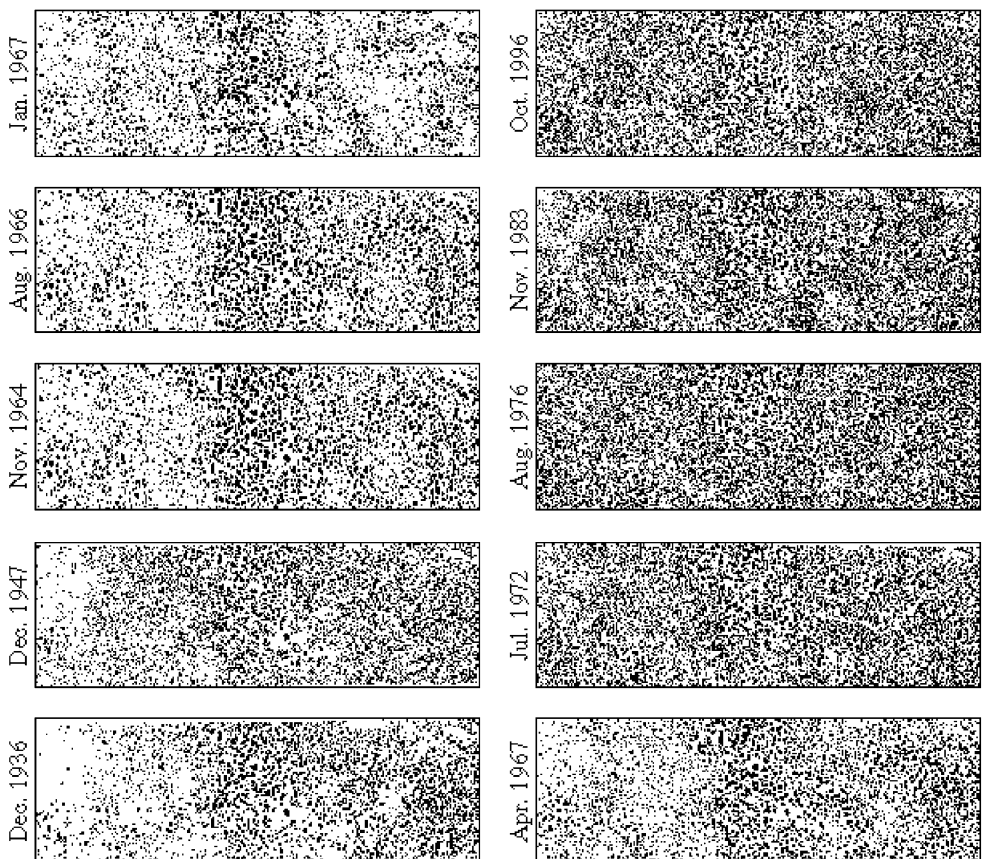 Jan. 1967
Oct. 1996
Aug. 1966
Nov. 1983
Nov. 1964
Aug. 1976
Dec. 1947
Jul. 1972
Dec. 1936
Apr. 1967